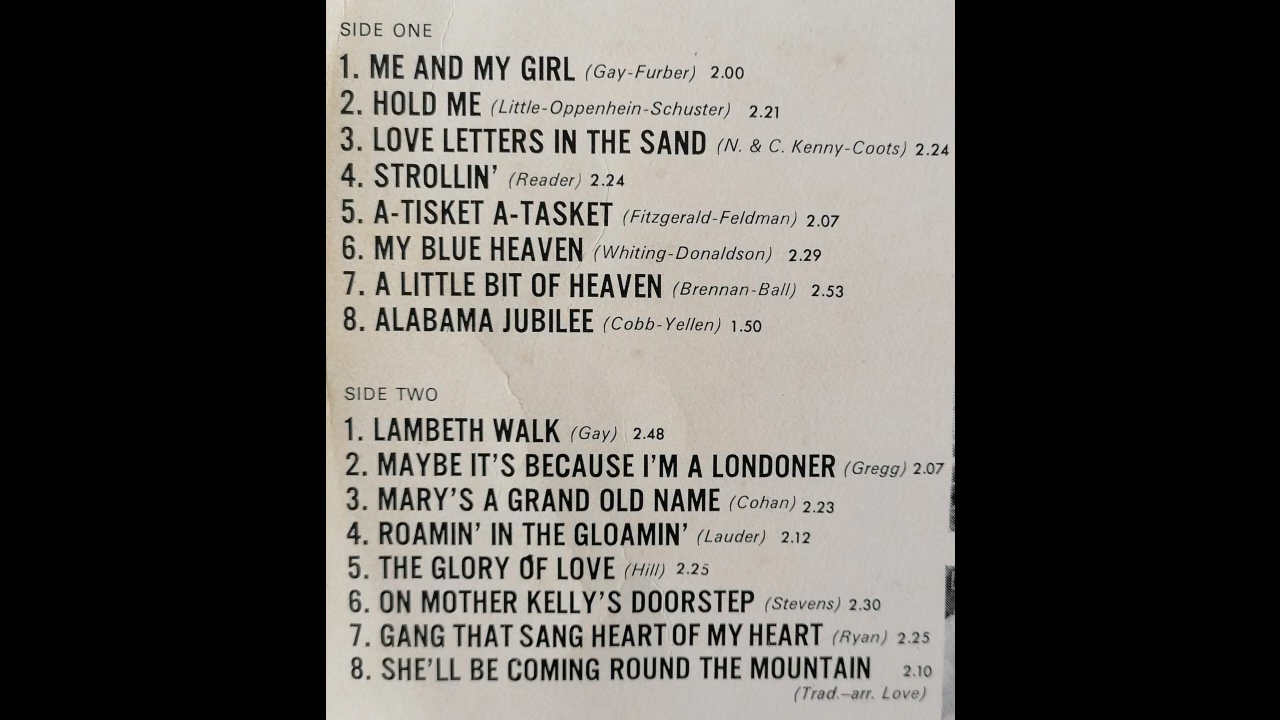 SIDE ONE
1. ME AND MY GIRL (Gay-Furber) 2.00
2. HOLD ME (Little-Oppenhein-Schuster) 2.21
3. LOVE LETTERS IN THE SAND (N. & C. Kenny-Coots) 2.24
4. STROLLIN' (Reader) 2.24
5. A-TISKET A-TASKET (Fitzgerald-Feldman) 2.07
6. MY BLUE HEAVEN (Whiting-Donaldson) 2.29
7. A LITTLE BIT OF HEAVEN (Brennan-Ball) 2.53
8. ALABAMA JUBILEE (Cobb-Yellen) 1.50
SIDE TWO
1. LAMBETH WALK (Gay) 2.48
2. MAYBE IT'S BECAUSE I'M A LONDONER (Gregg) 2.07
3. MARY'S A GRAND OLD NAME (Cohan) 2.23
4. ROAMIN' IN THE GLOAMIN' (Lauder) 2.12
5. THE GLORY OF LOVE (Hill) 2.25
6. ON MOTHER KELLY'S DOORSTEP (Stevens) 2.30
7. GANG THAT SANG HEART OF MY HEART (Ryan) 2.25
8. SHE'LL BE COMING ROUND THE MOUNTAIN 2.10
(Trad.-arr. Love)